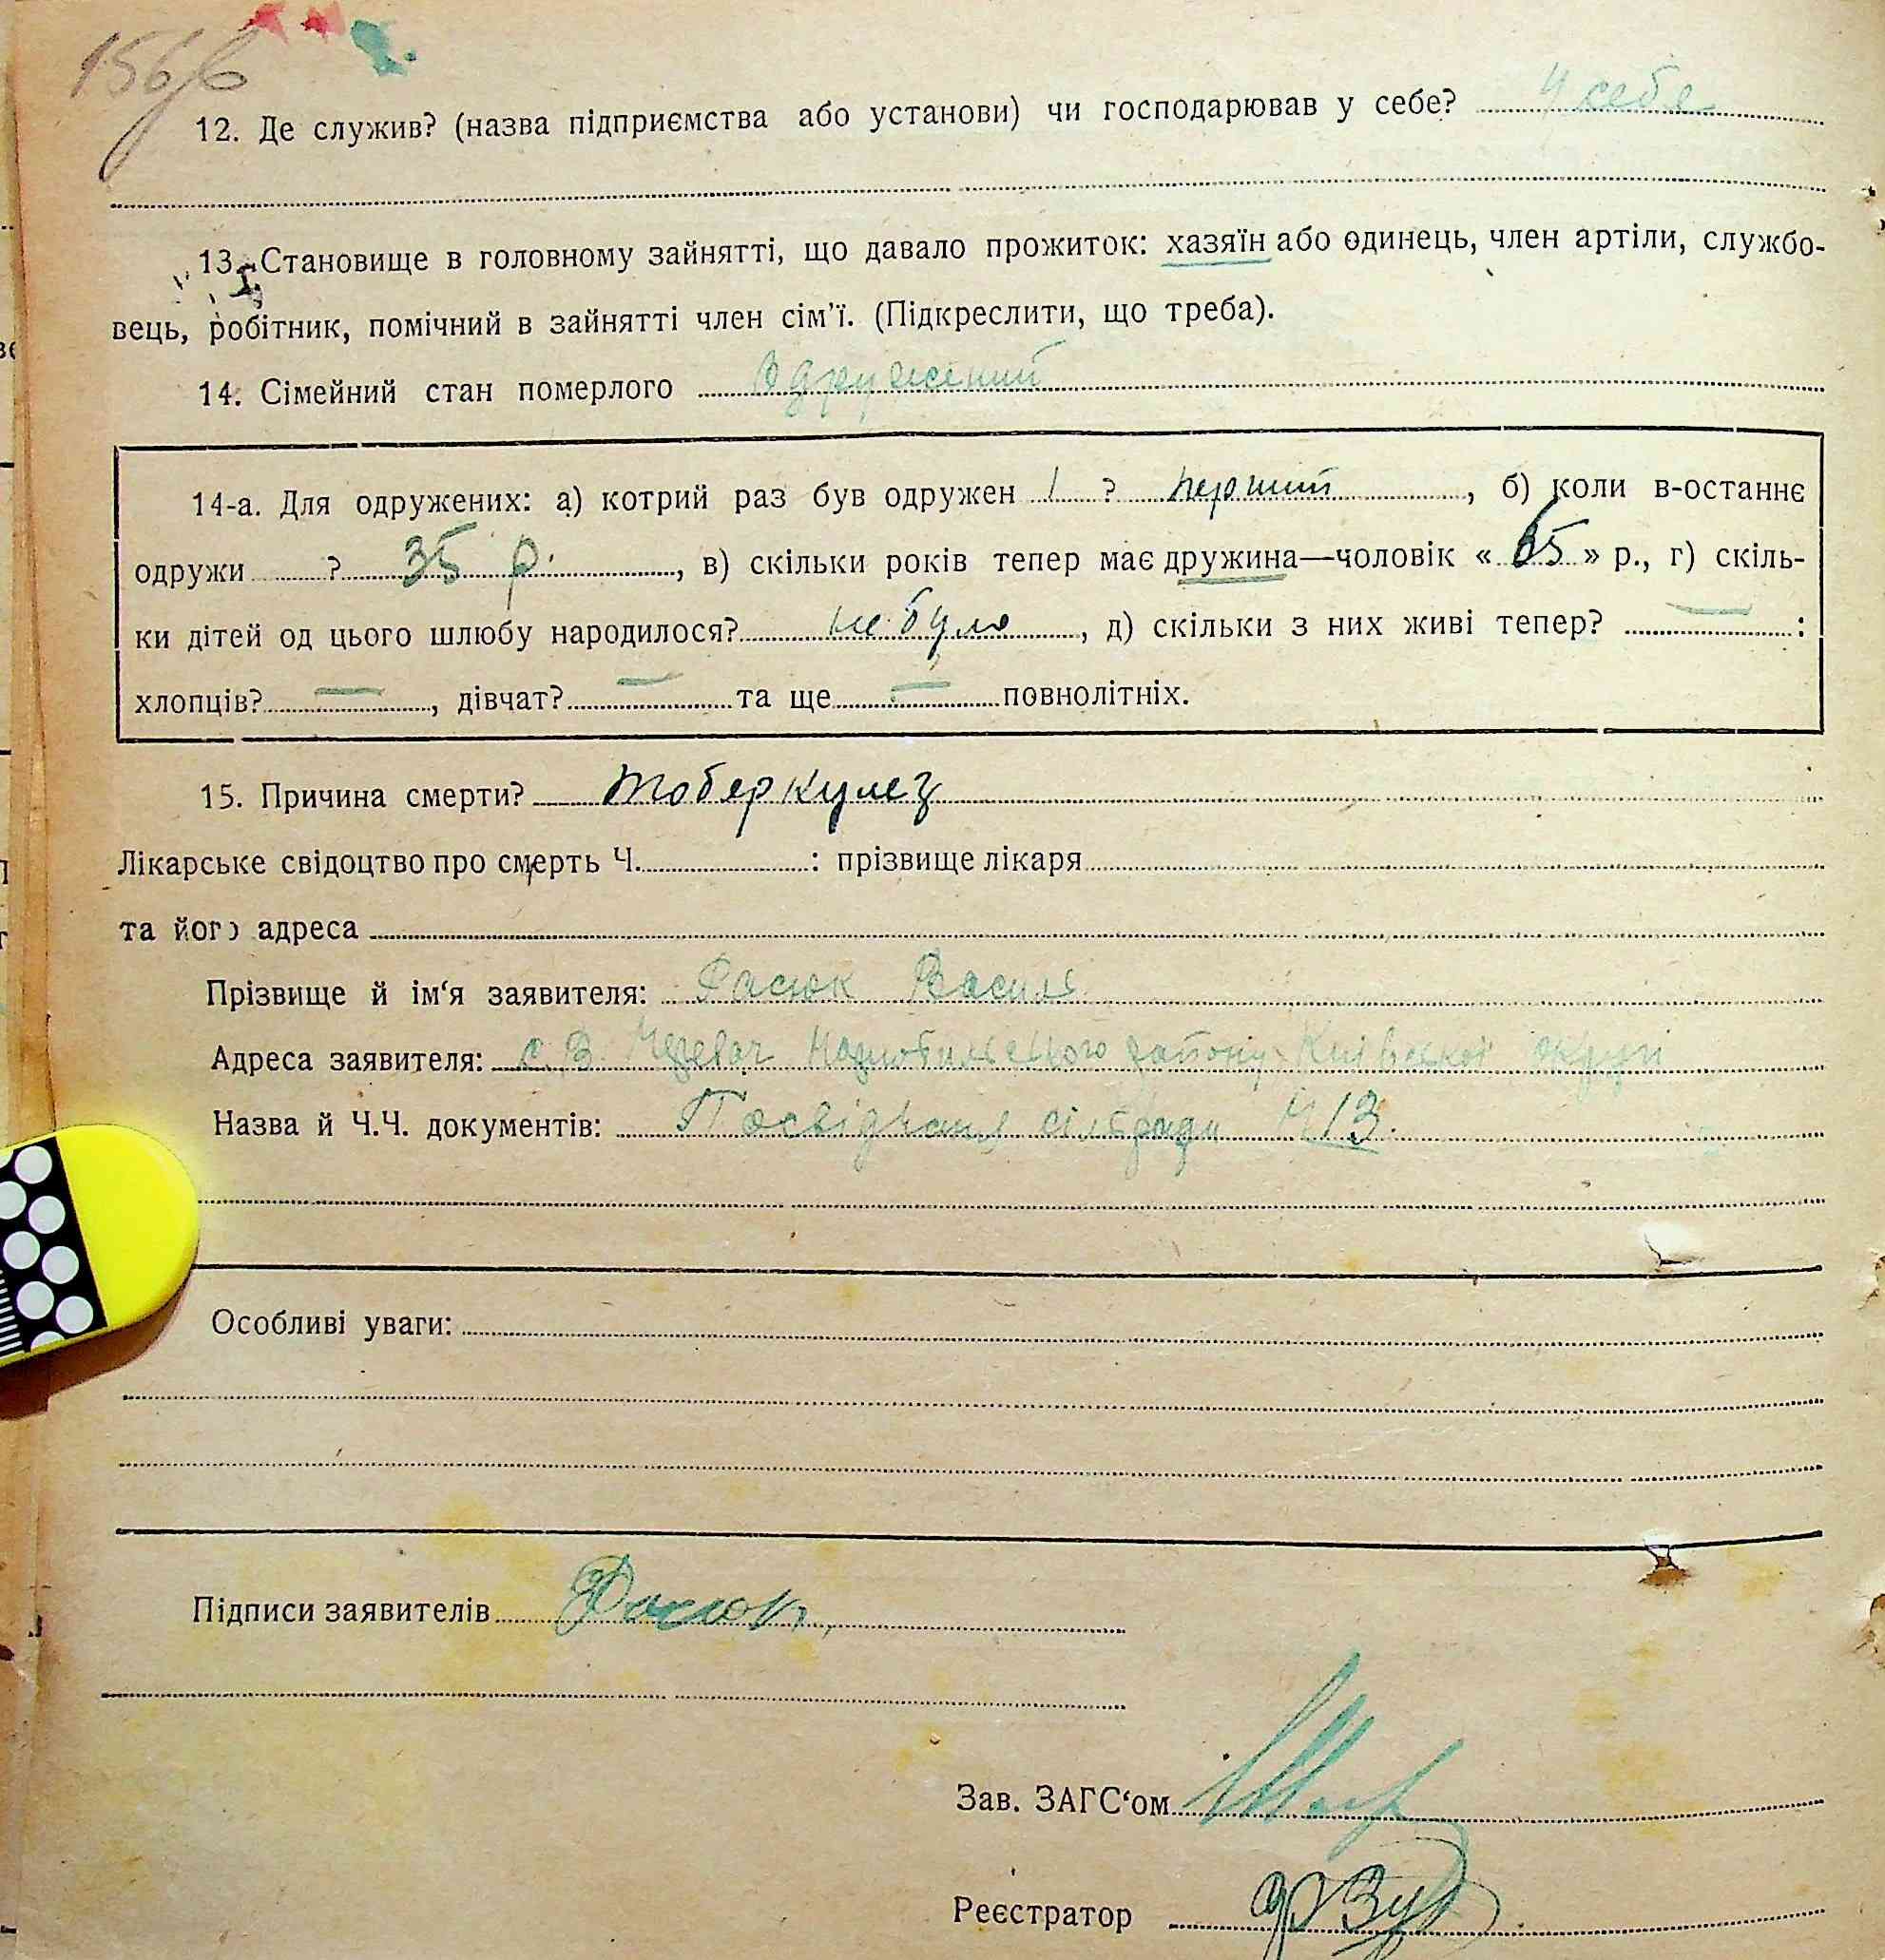 156/6
12. Де служив? (назва підприємства або установи) чи господарював у себе? У себе
13. Становище в головному зайнятті, що давало прожиток: хазяїн або одинець, член артіли, службо-
вець, робітник, помічний в зайнятті член сім'ї. (Підкреслити, що треба).
14. Сімейний стан померлого Одружений
14-а. Для одружених: а) котрий раз був одружен 1 ? перший, б) коли в-останнє
одружи ? 35 р., в) скільки років тепер має дружина—чоловік « 65 » р., г) скіль-
ки дітей од цього шлюбу народилося? не було, д) скільки з них живі тепер? — :
хлопців? —, дівчат? — та ще — повнолітніх.
15. Причина смерти? тоберкулез
Лікарське свідоцтво про смерть Ч. : прізвище лікаря
та його адреса
Прізвище й ім'я заявителя: Фасюк Василь
Адреса заявителя: с. В. Чорнобильського району Київської
Назва й Ч.Ч. документів: Посвідчення сільради Ч 13.
Особливі уваги:
Підписи заявителів Фасюк
Зав. ЗАГС'ом
Реєстратор